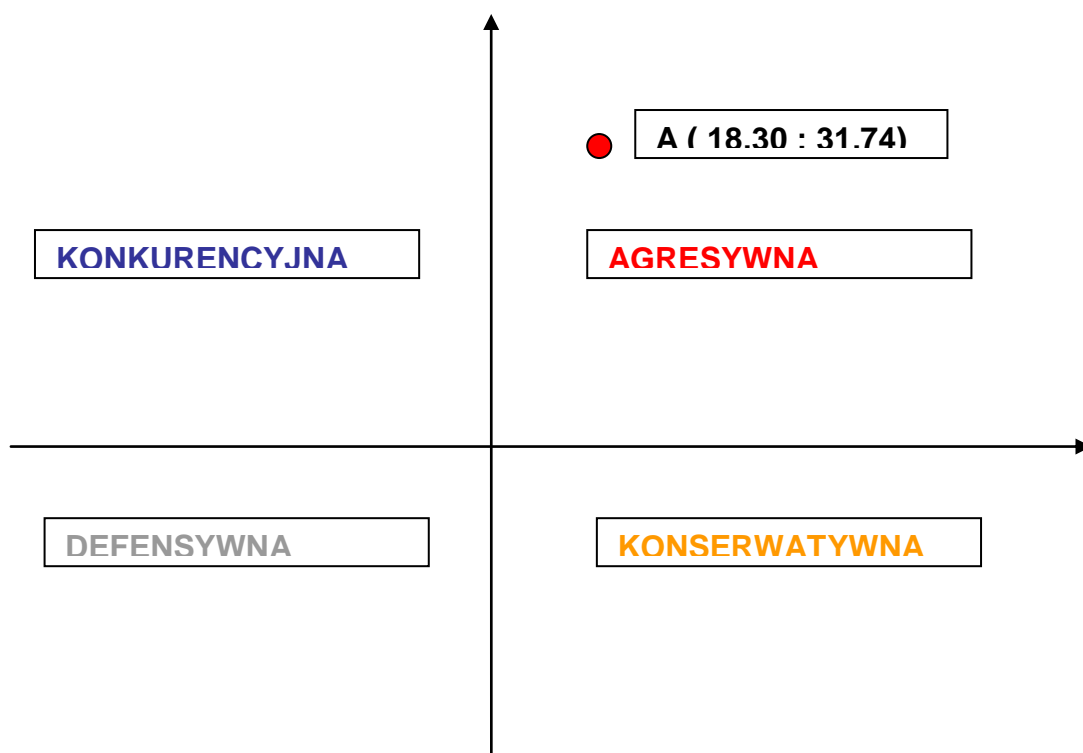 A ( 18.30 ; 31.74)
KONKURENCYJNA
AGRESYWNA
DEFENSYWNA
KONSERWATYWNA